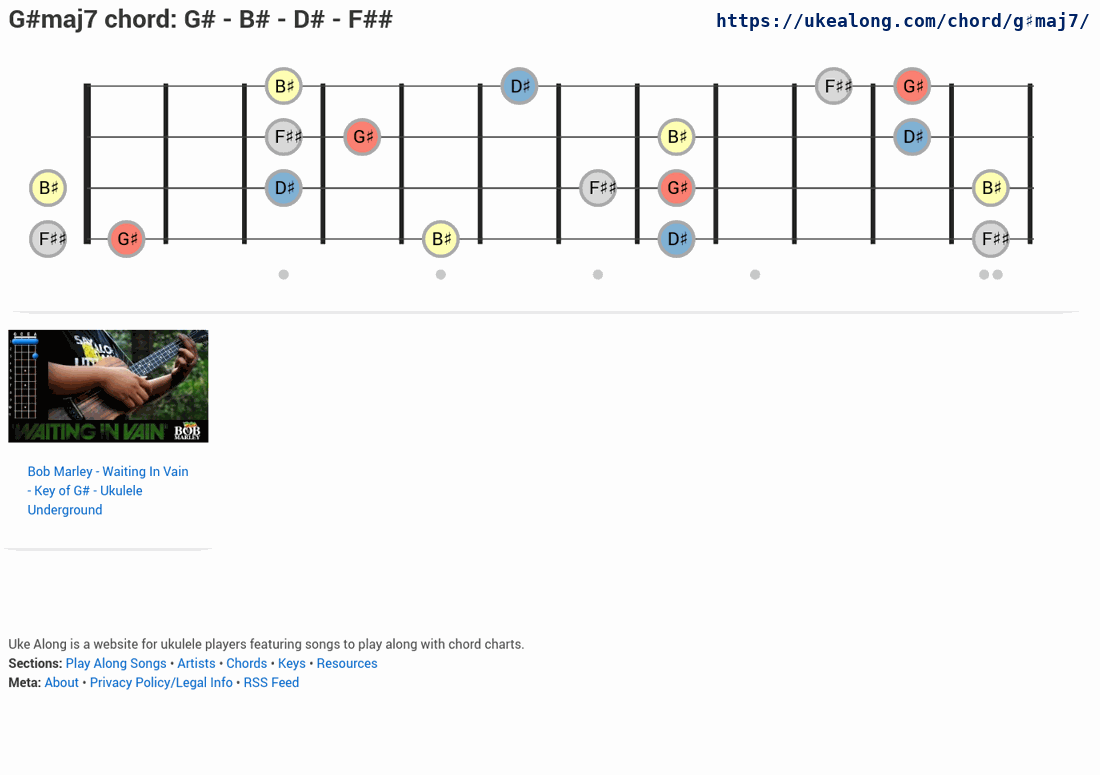 G#maj7 chord: G# - B# - D# - F##
https://ukealong.com/chord/g♯maj7/
B♯ D♯ F♯♯ G♯
F♯♯ G♯ B♯ D♯
B♯ D♯ F♯♯ G♯ B♯
F♯♯ G♯ B♯ D♯ F♯♯
WAITING IN VAIN
BOB
MARLEY
Bob Marley - Waiting In Vain
- Key of G# - Ukulele
Underground
Uke Along is a website for ukulele players featuring songs to play along with chord charts.
Sections: Play Along Songs • Artists • Chords • Keys • Resources
Meta: About • Privacy Policy/Legal Info • RSS Feed